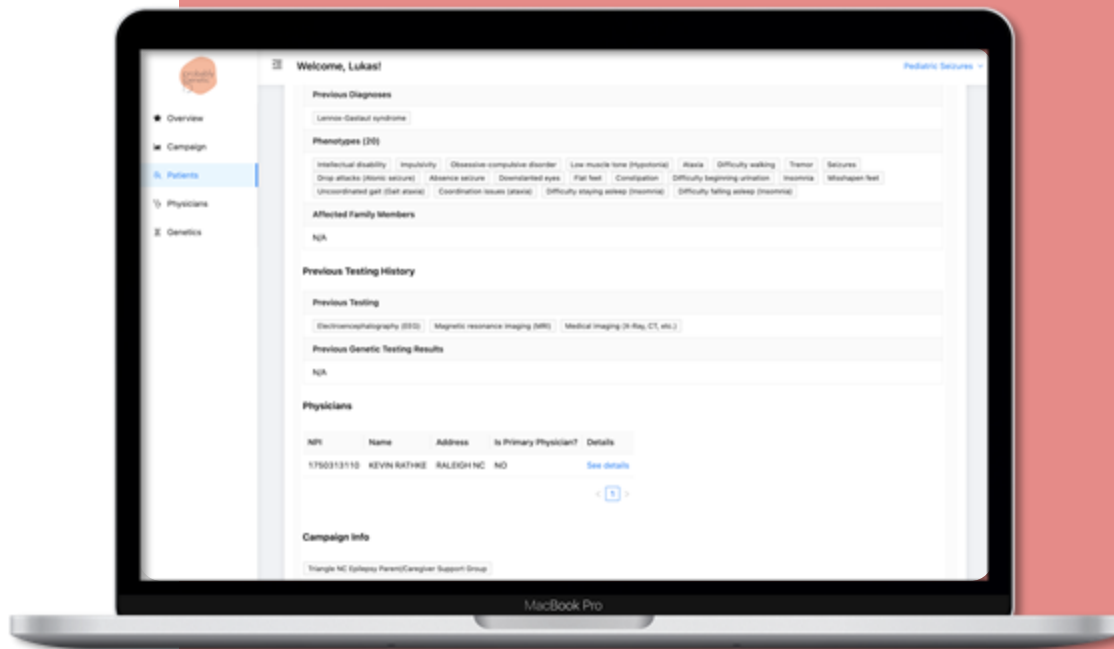 probably
Genetic
Welcome, Lukas!
Pediatric Seizures
Overview
Campaign
Patients
Physicians
Genetics
Previous Diagnoses
Lennox-Gastaut syndrome
Phenotypes (20)
Intellectual disability Impulsivity Obsessive-compulsive disorder Low muscle tone (Hypotonia) Ataxia Difficulty walking Tremor Seizures
Drop attacks (Atonic seizure) Absence seizure Downslanted eyes Flat feet Constipation Difficulty beginning urination Insomnia Misshapen feet
Uncoordinated gait (Gait ataxia) Coordination issues (ataxia) Difficulty staying asleep (Insomnia) Difficulty falling asleep (Insomnia)
Affected Family Members
N/A
Previous Testing History
Previous Testing
Electroencephalography (EEG) Magnetic resonance imaging (MRI) Medical imaging (X-Ray, CT, etc.)
Previous Genetic Testing Results
N/A
Physicians
NPI Name Address Is Primary Physician? Details
1750313110 KEVIN RATHKE RALEIGH NC NO See details
< 1 >
Campaign Info
Triangle NC Epilepsy Parent/Caregiver Support Group
MacBook Pro